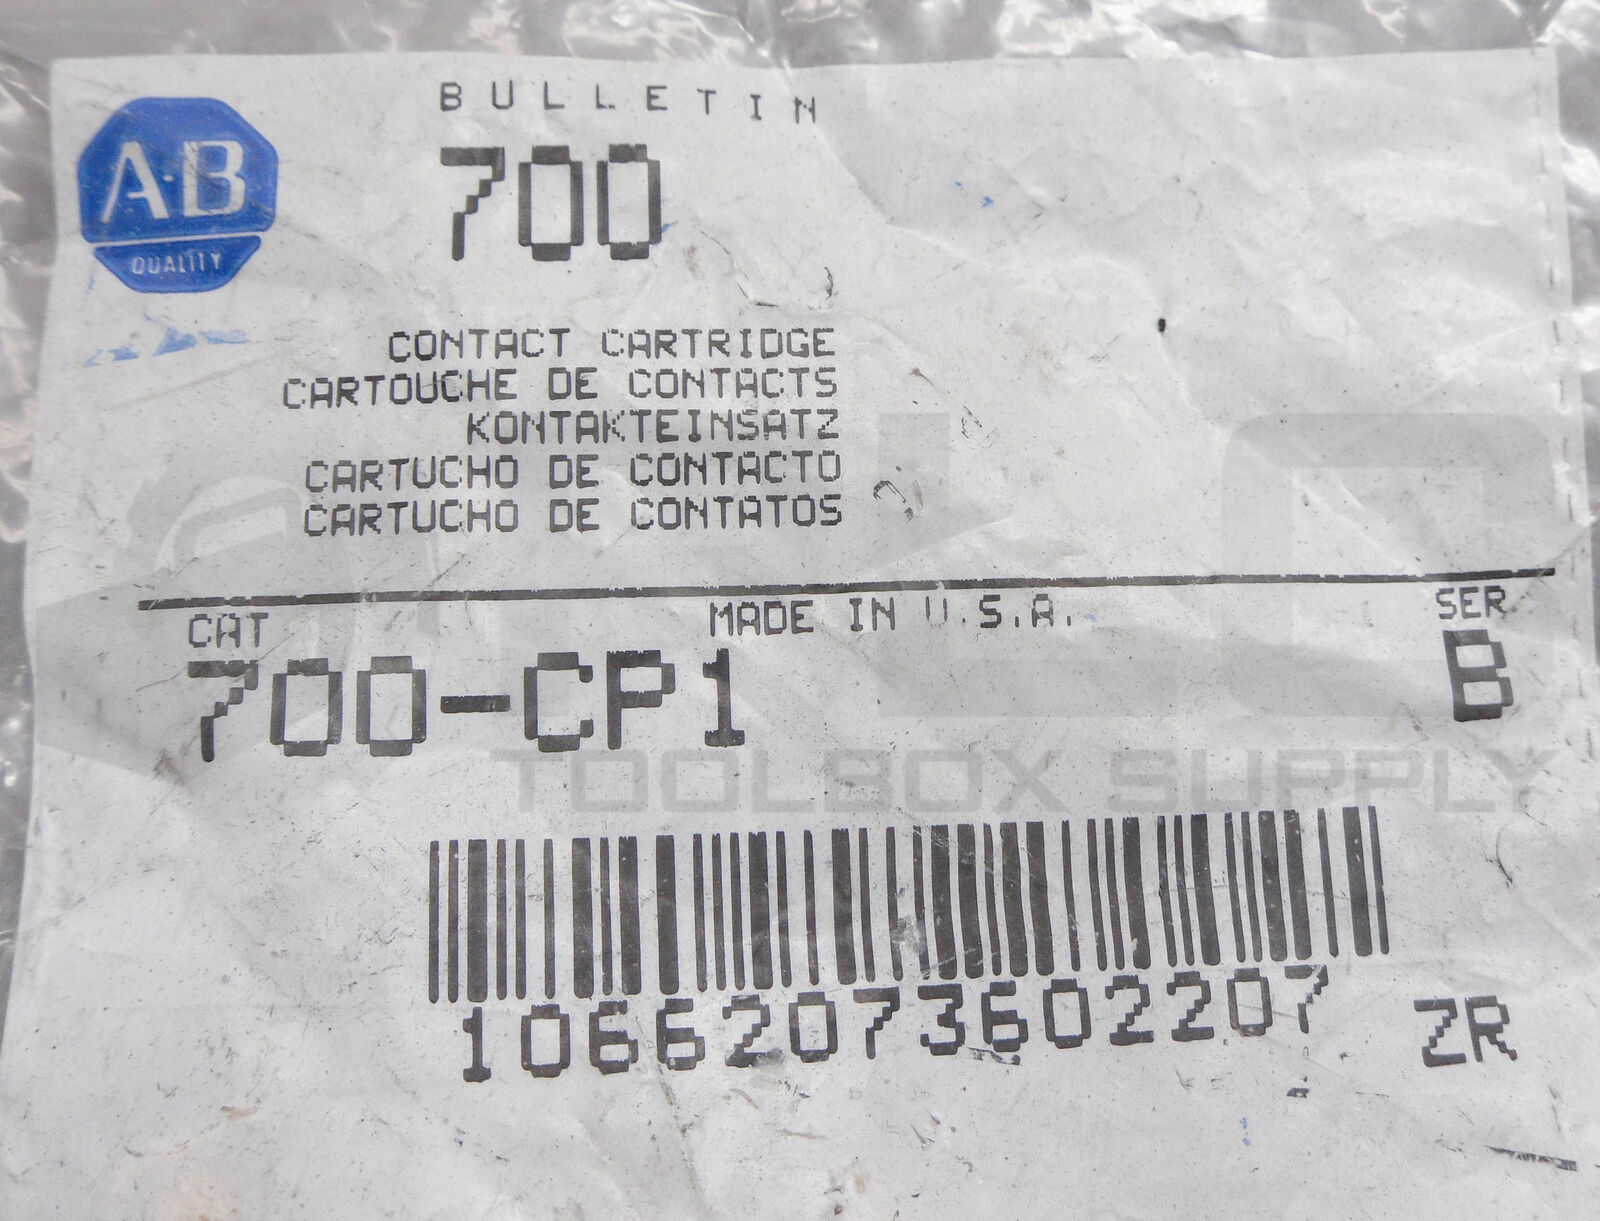 A·B
QUALITY
BULLETIN
700
CONTACT CARTRIDGE
CARTOUCHE DE CONTACTS
KONTAKTEINSATZ
CARTUCHO DE CONTACTO
CARTUCHO DE CONTATOS
CAT
MADE IN U.S.A.
SER
700-CP1
B
TOOLBOX SUPPLY
10662073602207
ZR